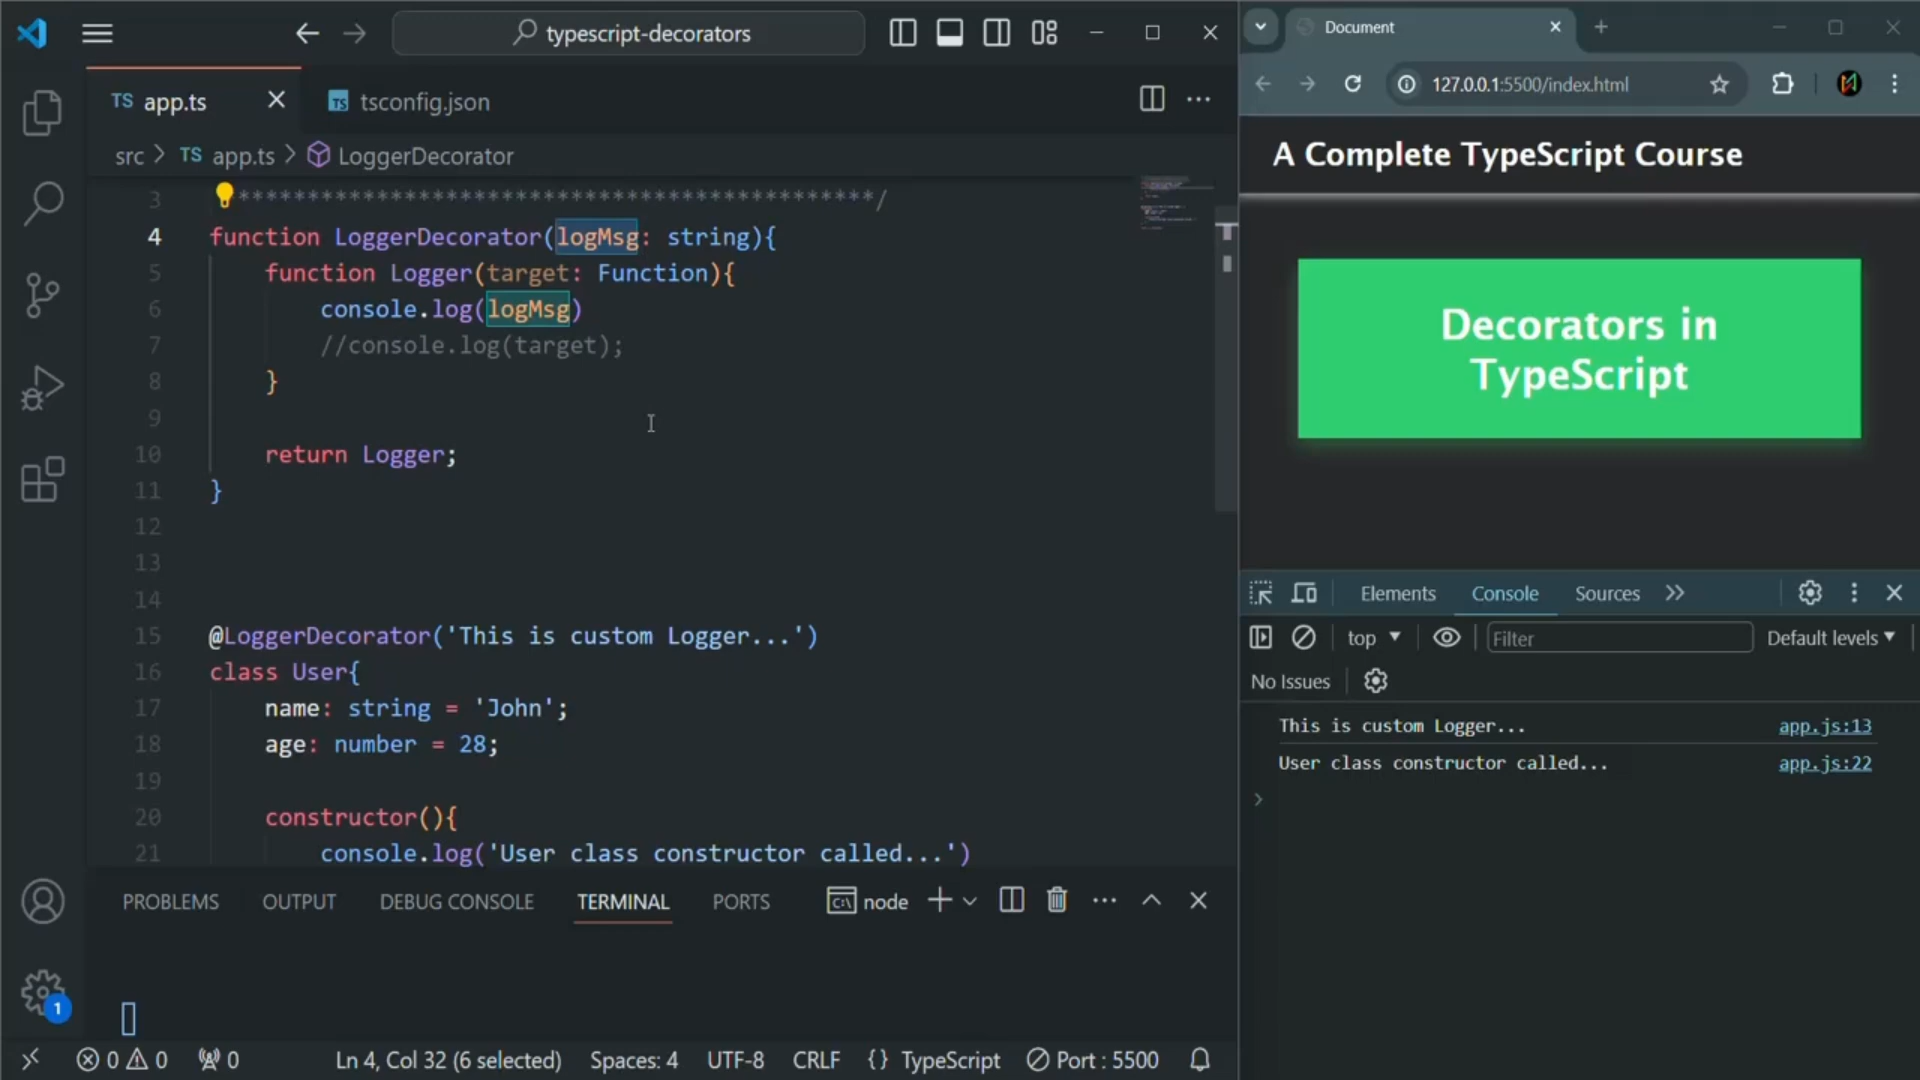 typescript-decorators
TS app.ts
TS tsconfig.json
src > TS app.ts > LoggerDecorator
3 *********************************************/
4 function LoggerDecorator(logMsg: string){
5 function Logger(target: Function){
6 console.log(logMsg)
7 //console.log(target);
8 }
9
10 return Logger;
11 }
12
13
14
15 @LoggerDecorator('This is custom Logger...')
16 class User{
17 name: string = 'John';
18 age: number = 28;
19
20 constructor(){
21 console.log('User class constructor called...')
PROBLEMS OUTPUT DEBUG CONSOLE TERMINAL PORTS node
1
0 0 0 Ln 4, Col 32 (6 selected) Spaces: 4 UTF-8 CRLF {} TypeScript Port : 5500
Document
127.0.0.1:5500/index.html
A Complete TypeScript Course
Decorators in
TypeScript
Elements Console Sources
top Filter Default levels
No Issues
This is custom Logger... app.js:13
User class constructor called... app.js:22